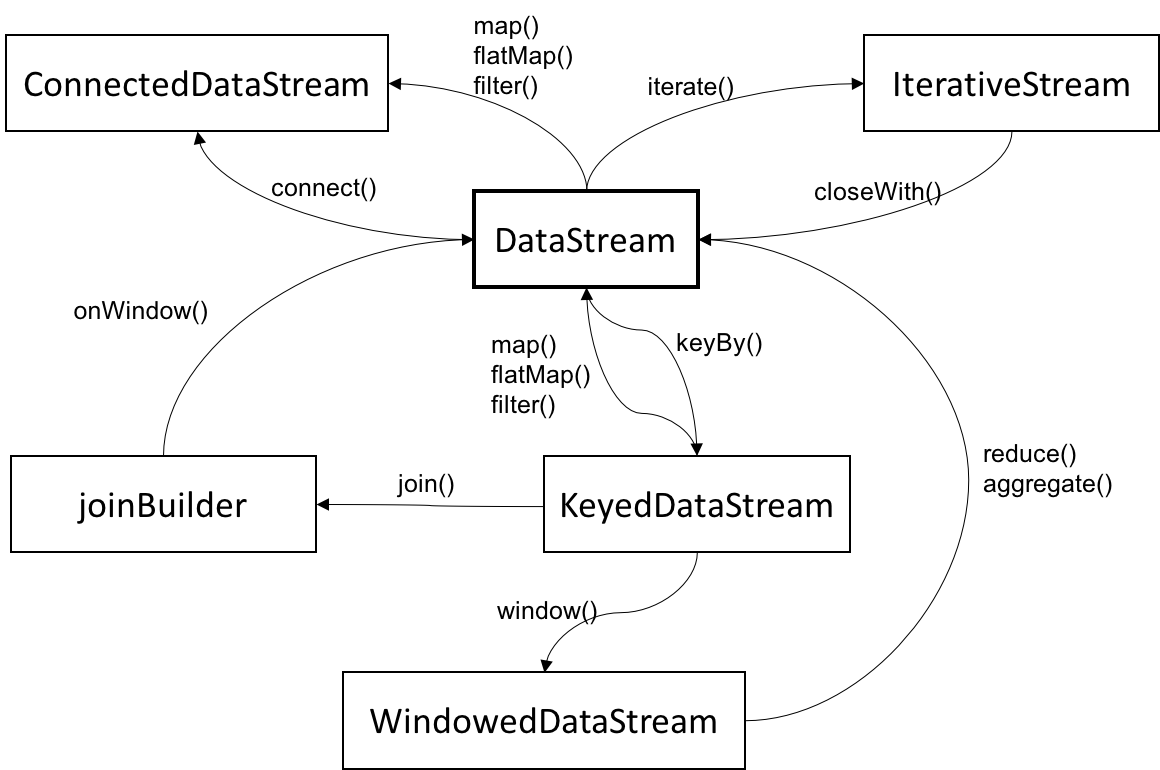 map()
flatMap()
filter()
ConnectedDataStream
iterate()
IterativeStream
connect()
closeWith()
DataStream
onWindow()
map()
flatMap()
filter()
keyBy()
reduce()
aggregate()
joinBuilder
join()
KeyedDataStream
window()
WindowedDataStream